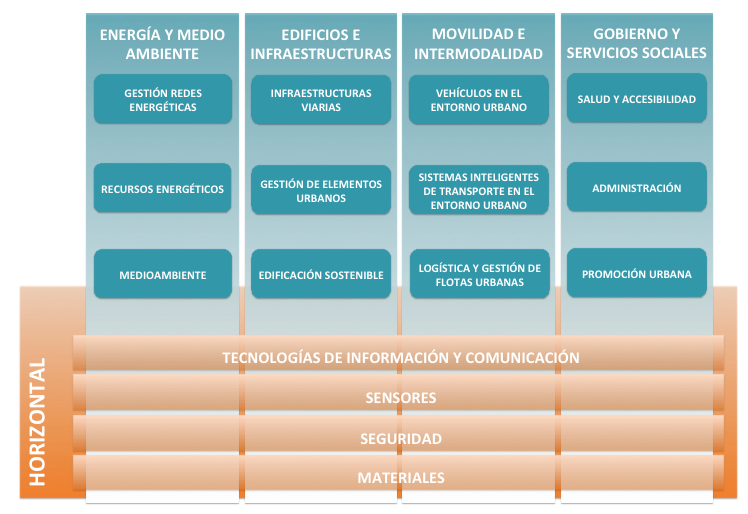 ENERGÍA Y MEDIO
AMBIENTE
GESTIÓN REDES
ENERGÉTICAS
RECURSOS ENERGÉTICOS
MEDIOAMBIENTE
EDIFICIOS E
INFRAESTRUCTURAS
INFRAESTRUCTURAS
VIARIAS
GESTIÓN DE ELEMENTOS
URBANOS
EDIFICACIÓN SOSTENIBLE
MOVILIDAD E
INTERMODALIDAD
VEHÍCULOS EN EL
ENTORNO URBANO
SISTEMAS INTELIGENTES
DE TRANSPORTE EN EL
ENTORNO URBANO
LOGÍSTICA Y GESTIÓN DE
FLOTAS URBANAS
GOBIERNO Y
SERVICIOS SOCIALES
SALUD Y ACCESIBILIDAD
ADMINISTRACIÓN
PROMOCIÓN URBANA
HORIZONTAL
TECNOLOGÍAS DE INFORMACIÓN Y COMUNICACIÓN
SENSORES
SEGURIDAD
MATERIALES